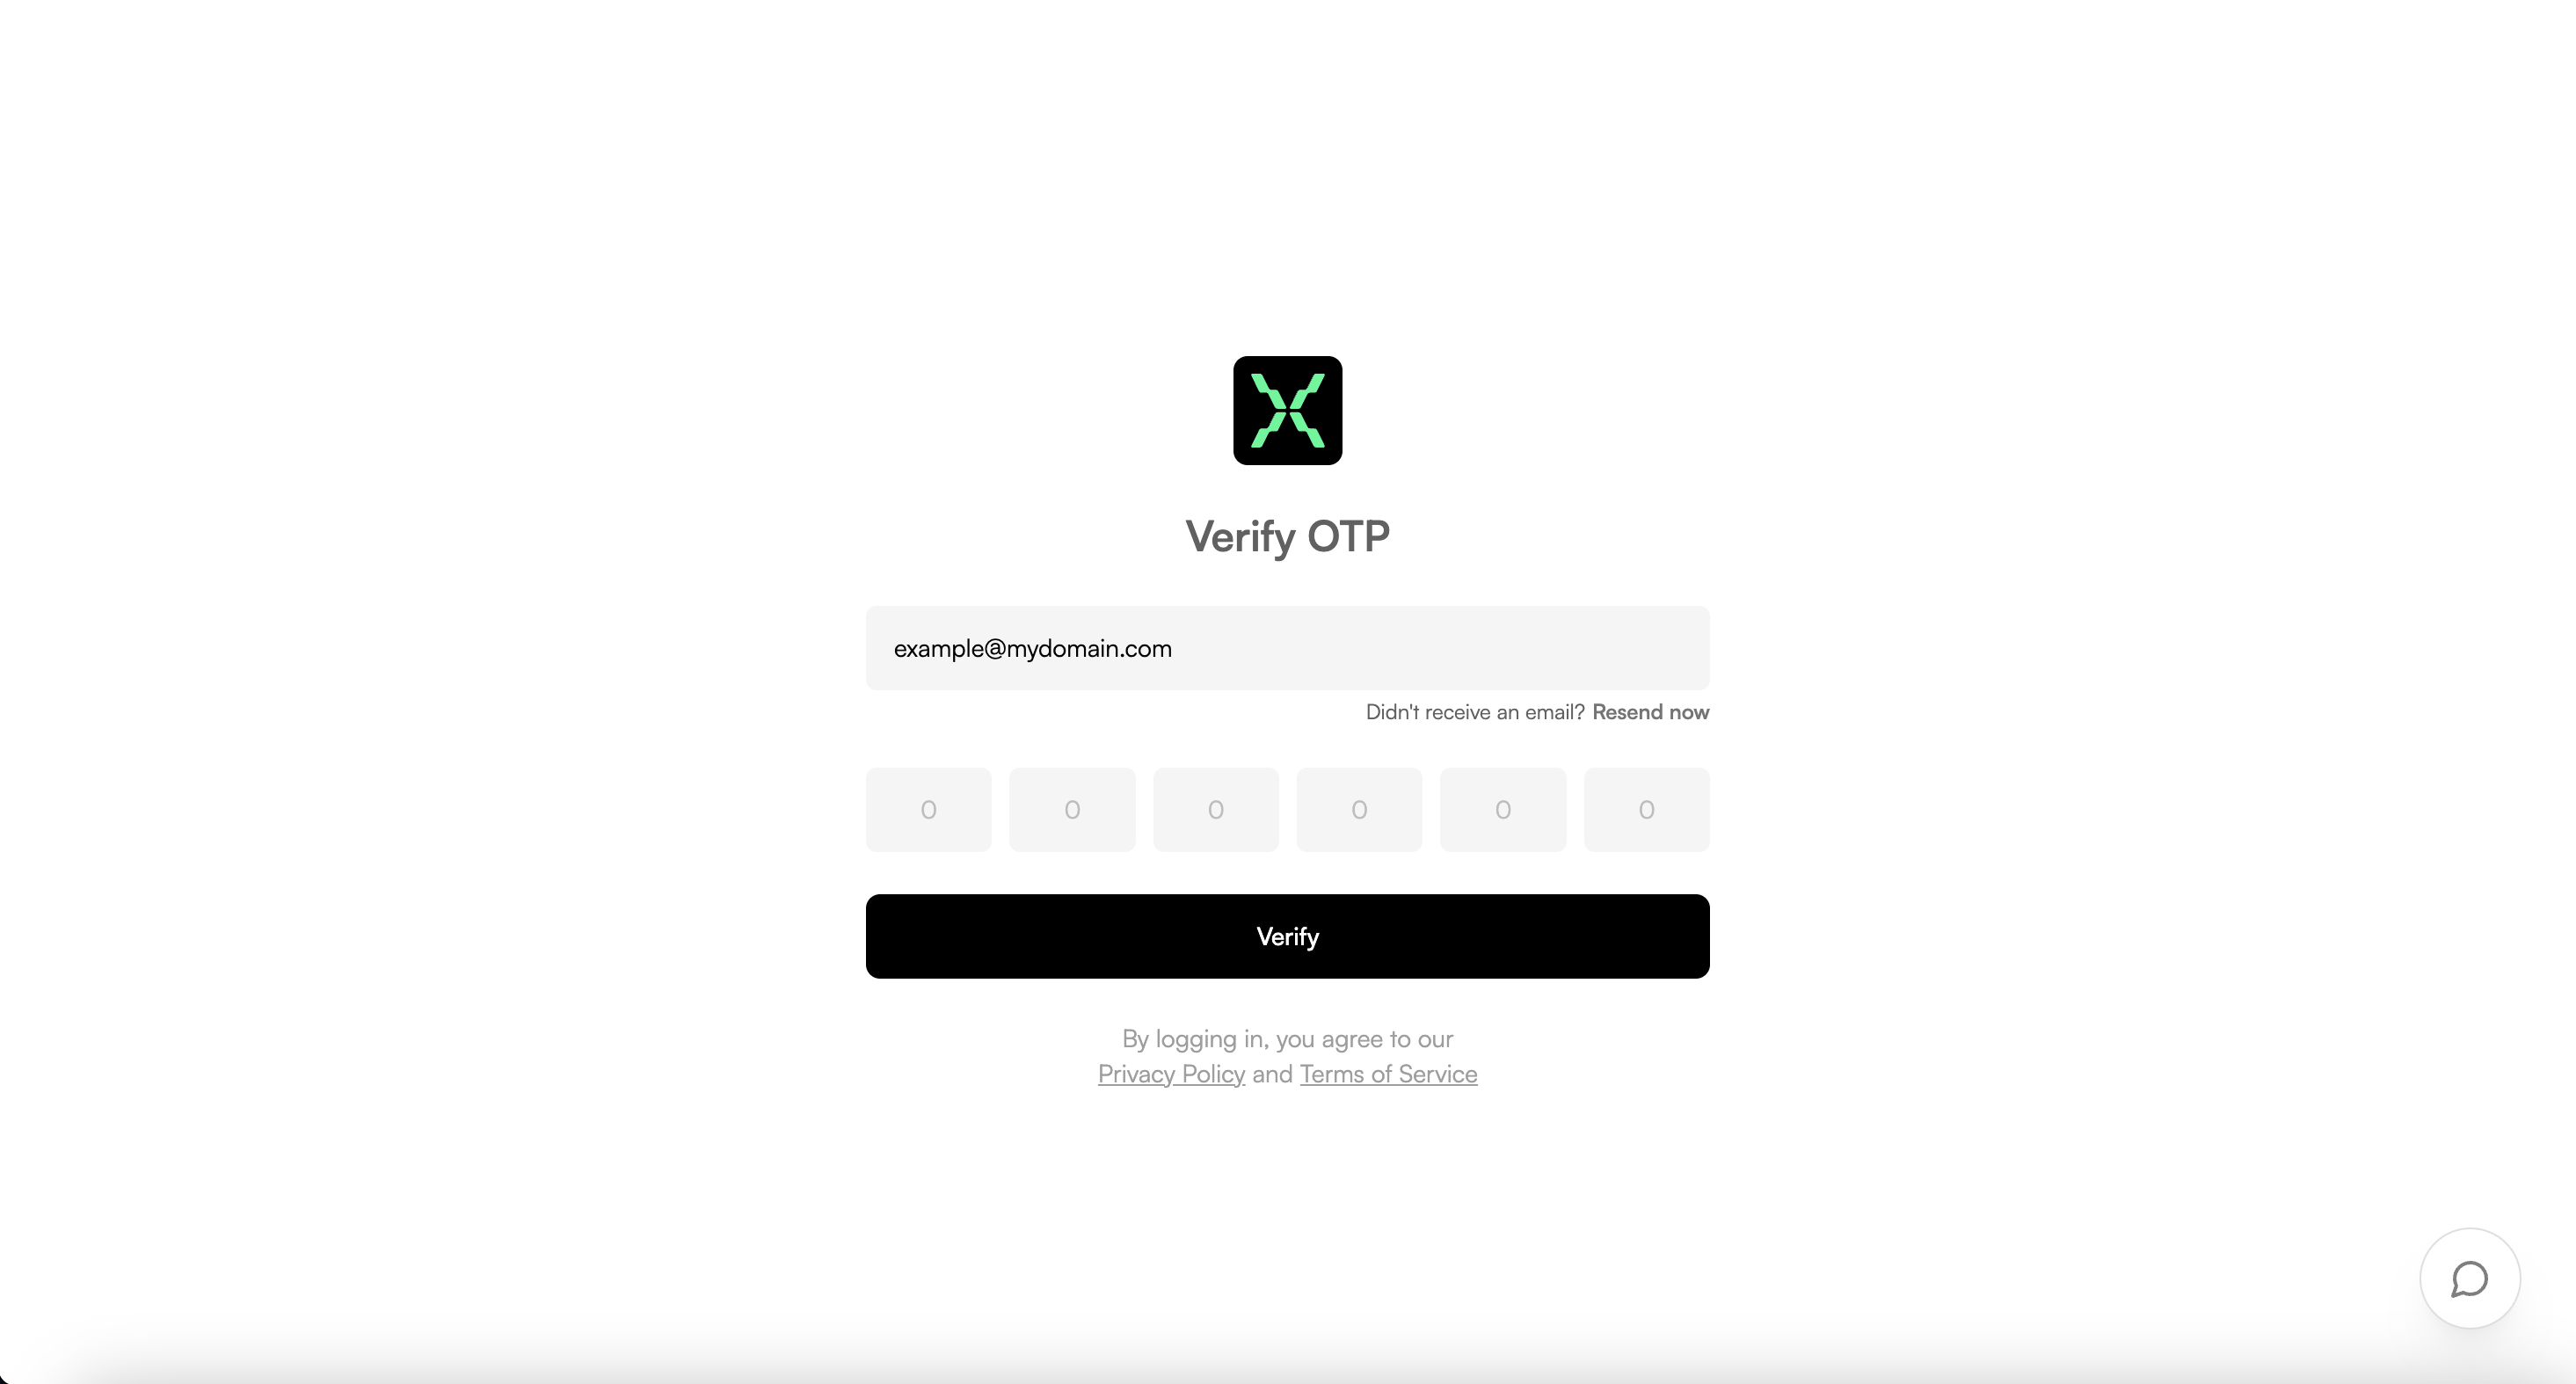 Verify OTP
example@mydomain.com
Didn't receive an email? Resend now
0 0 0 0 0 0
Verify
By logging in, you agree to our
Privacy Policy and Terms of Service